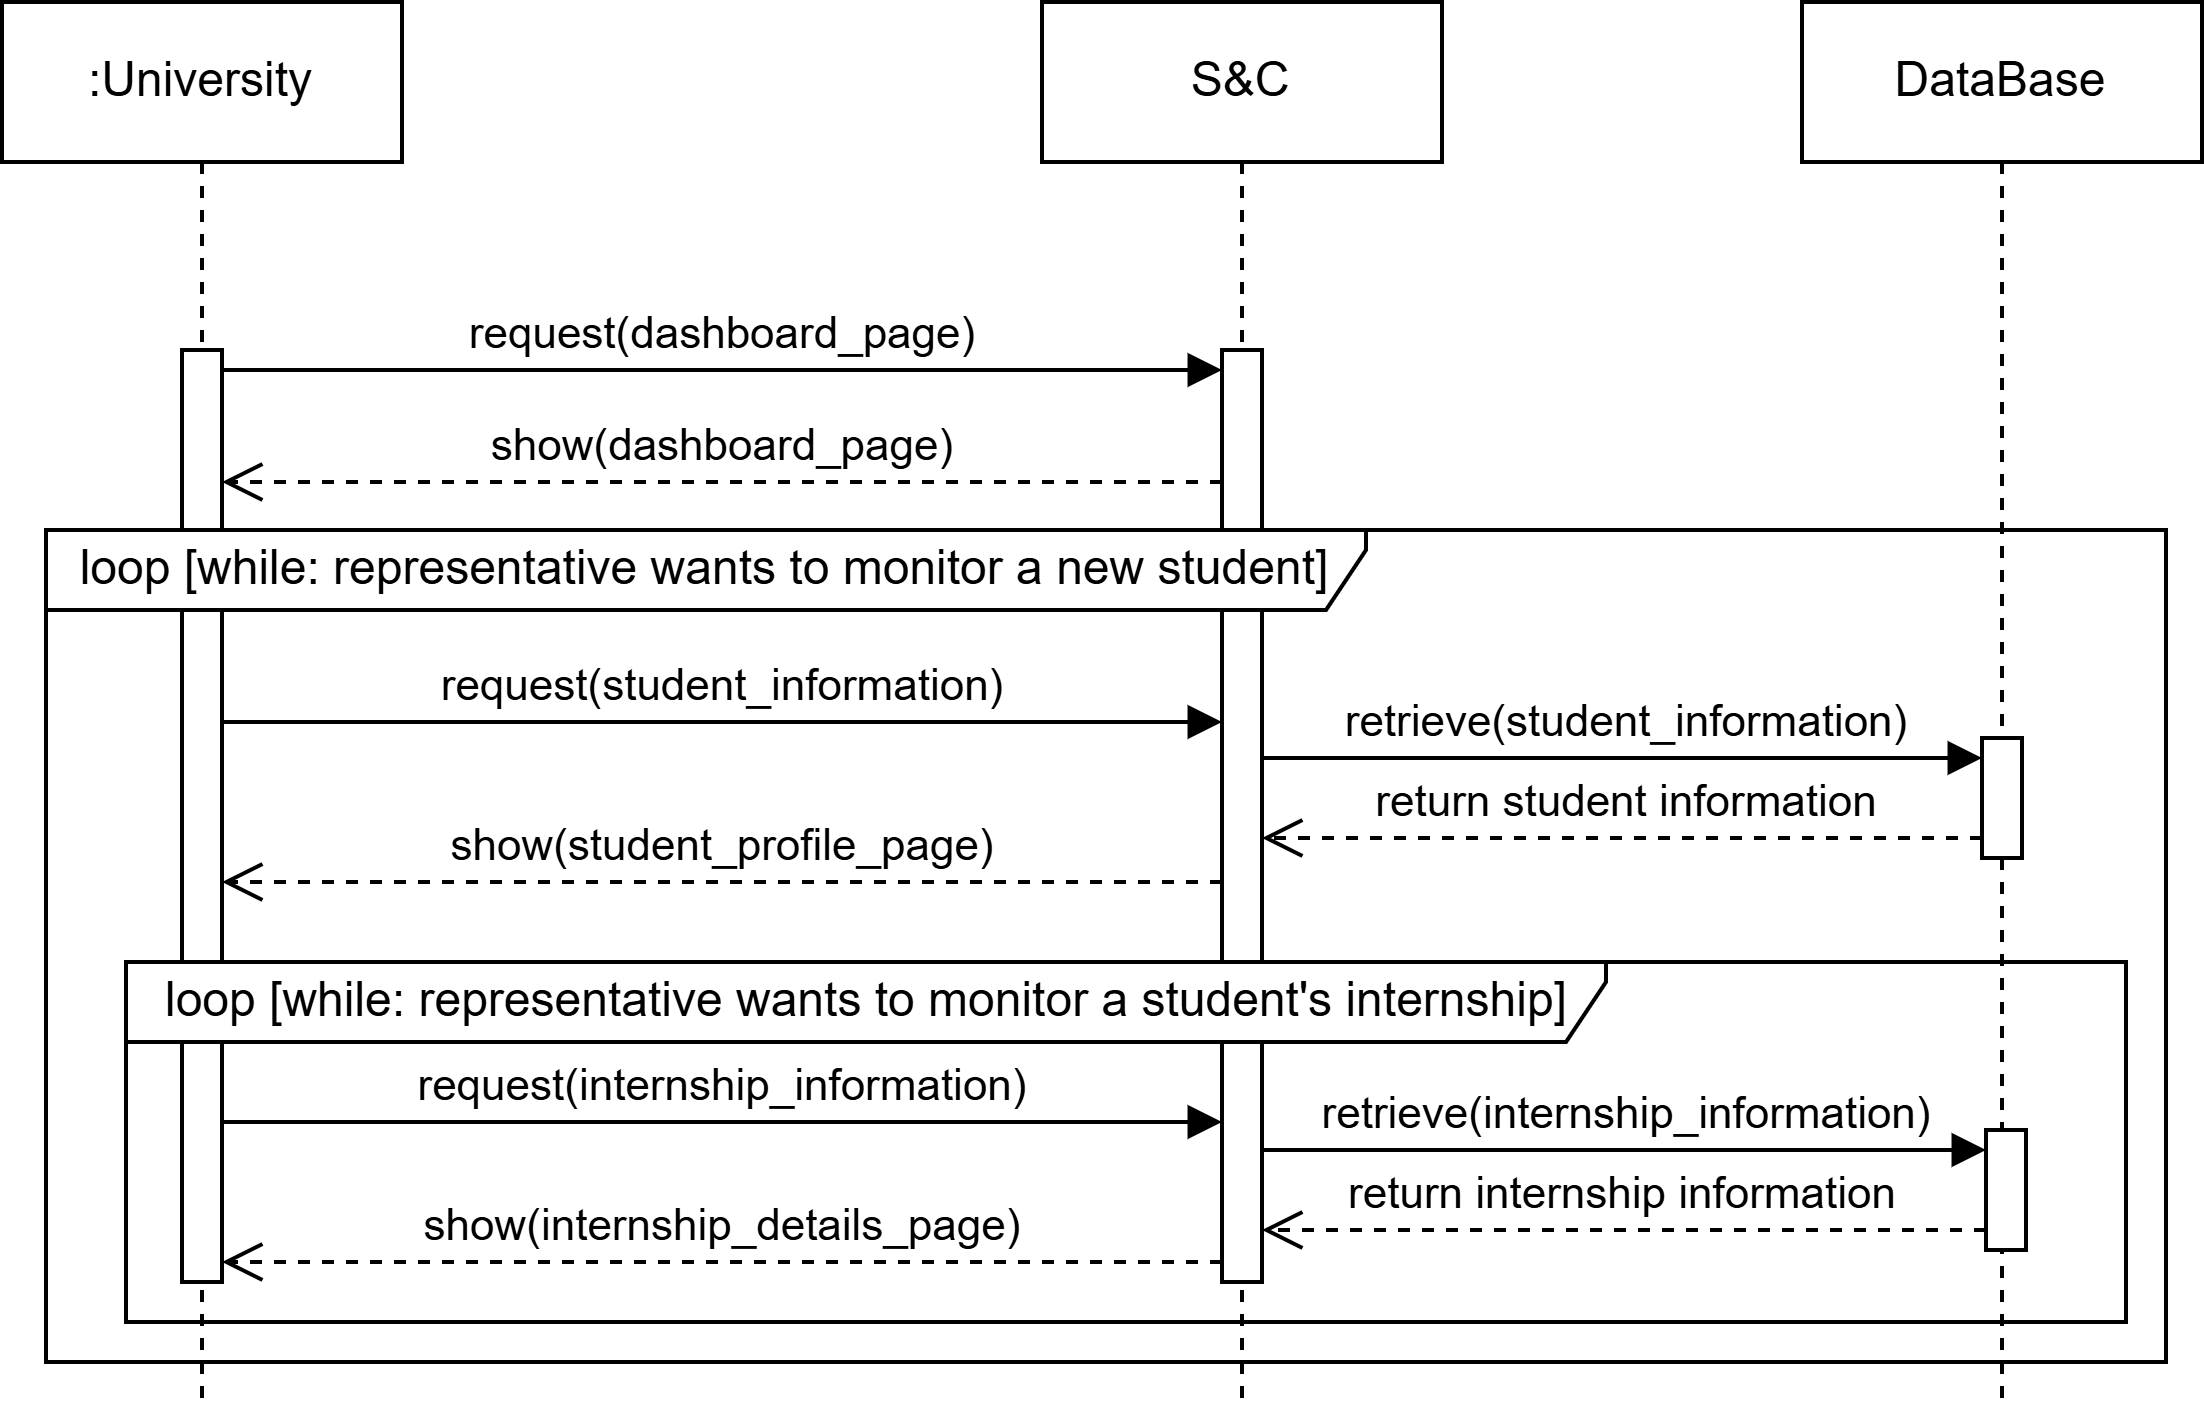 :University
S&C
DataBase
request(dashboard_page)
show(dashboard_page)
loop [while: representative wants to monitor a new student]
request(student_information)
retrieve(student_information)
return student information
show(student_profile_page)
loop [while: representative wants to monitor a student's internship]
request(internship_information)
retrieve(internship_information)
return internship information
show(internship_details_page)